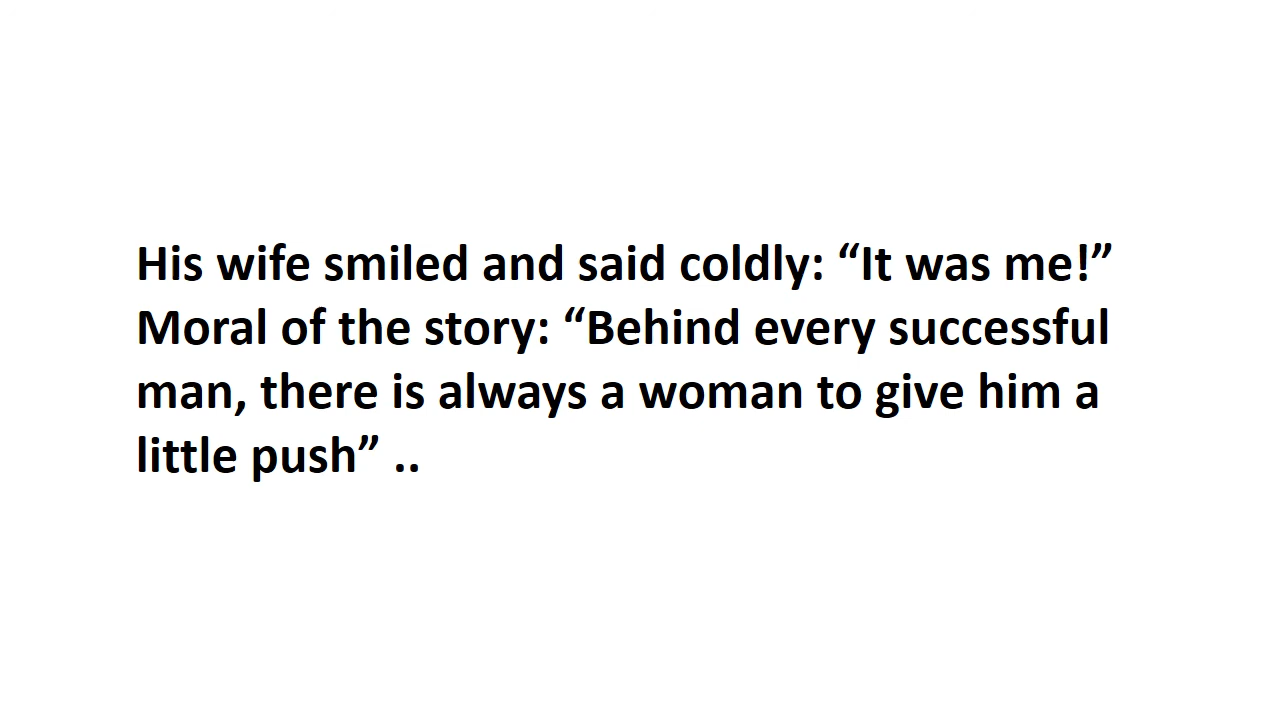 His wife smiled and said coldly: “It was me!”
Moral of the story: “Behind every successful
man, there is always a woman to give him a
little push” ..